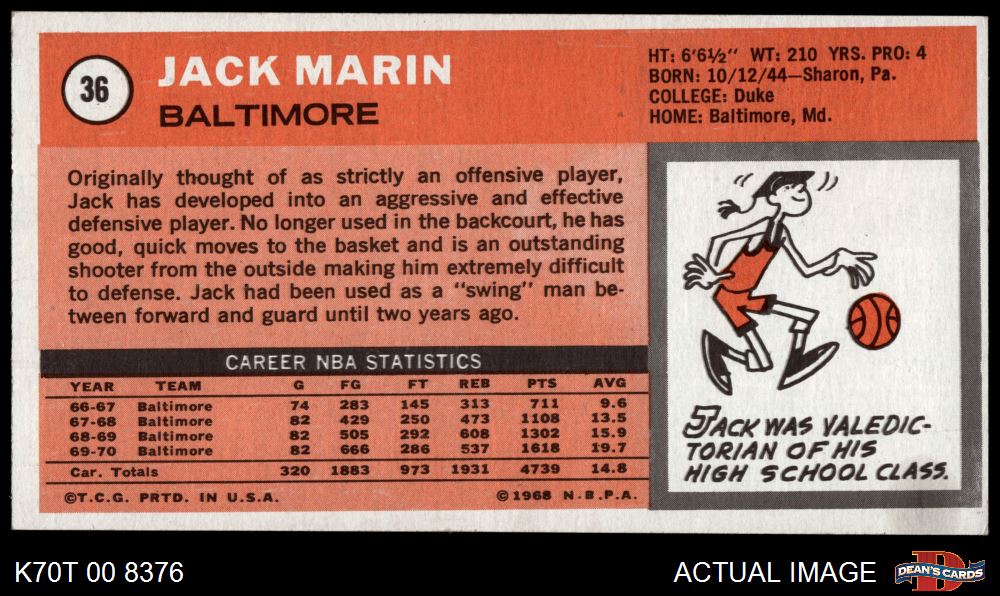 36
JACK MARIN
BALTIMORE
HT: 6'6½" WT: 210 YRS. PRO: 4
BORN: 10/12/44—Sharon, Pa.
COLLEGE: Duke
HOME: Baltimore, Md.
Originally thought of as strictly an offensive player,
Jack has developed into an aggressive and effective
defensive player. No longer used in the backcourt, he has
good, quick moves to the basket and is an outstanding
shooter from the outside making him extremely difficult
to defense. Jack had been used as a "swing" man be-
tween forward and guard until two years ago.
CAREER NBA STATISTICS
YEAR TEAM G FG FT REB PTS AVG
66-67 Baltimore 74 283 145 313 711 9.6
67-68 Baltimore 82 429 250 473 1108 13.5
68-69 Baltimore 82 505 292 608 1302 15.9
69-70 Baltimore 82 666 286 537 1618 19.7
Car. Totals 320 1883 973 1931 4739 14.8
©T.C.G. PRTD. IN U.S.A. ©1968 N.B.P.A.
JACK WAS VALEDIC-
TORIAN OF HIS
HIGH SCHOOL CLASS.
K70T 00 8376
ACTUAL IMAGE
D
DEAN'S CARDS